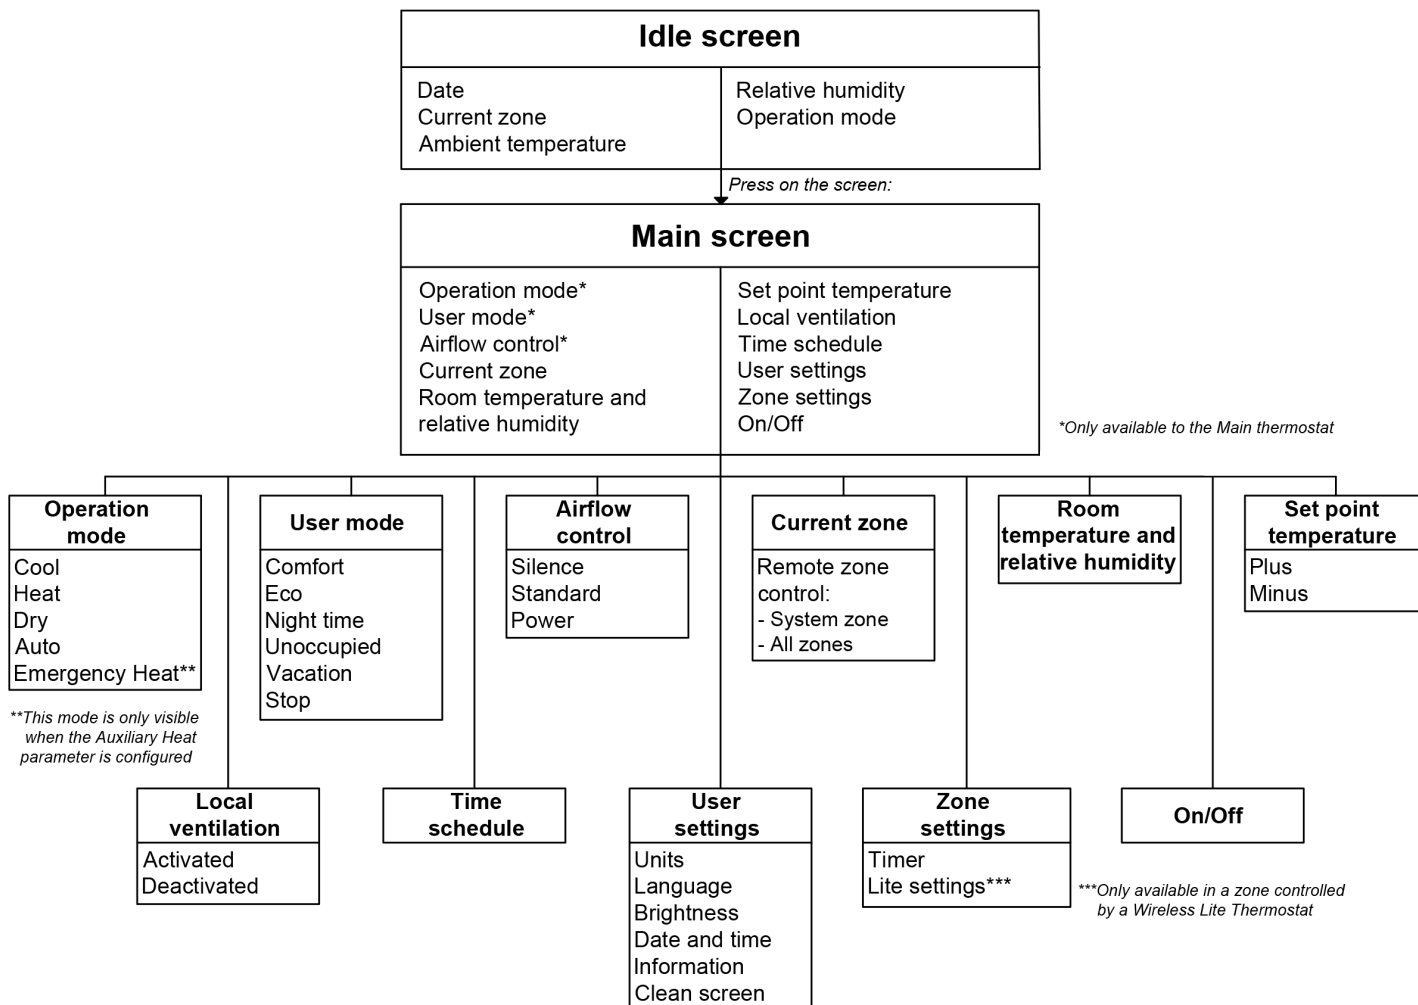 Idle screen
Date
Current zone
Ambient temperature
Relative humidity
Operation mode
Press on the screen:
Main screen
Operation mode*
User mode*
Airflow control*
Current zone
Room temperature and
relative humidity
Set point temperature
Local ventilation
Time schedule
User settings
Zone settings
On/Off
*Only available to the Main thermostat
Operation
mode
Cool
Heat
Dry
Auto
Emergency Heat**
**This mode is only visible
when the Auxiliary Heat
parameter is configured
User mode
Comfort
Eco
Night time
Unoccupied
Vacation
Stop
Airflow
control
Silence
Standard
Power
Current zone
Remote zone
control:
- System zone
- All zones
Room
temperature and
relative humidity
Set point
temperature
Plus
Minus
Local
ventilation
Activated
Deactivated
Time
schedule
User
settings
Units
Language
Brightness
Date and time
Information
Clean screen
Zone
settings
Timer
Lite settings***
On/Off
***Only available in a zone controlled
by a Wireless Lite Thermostat